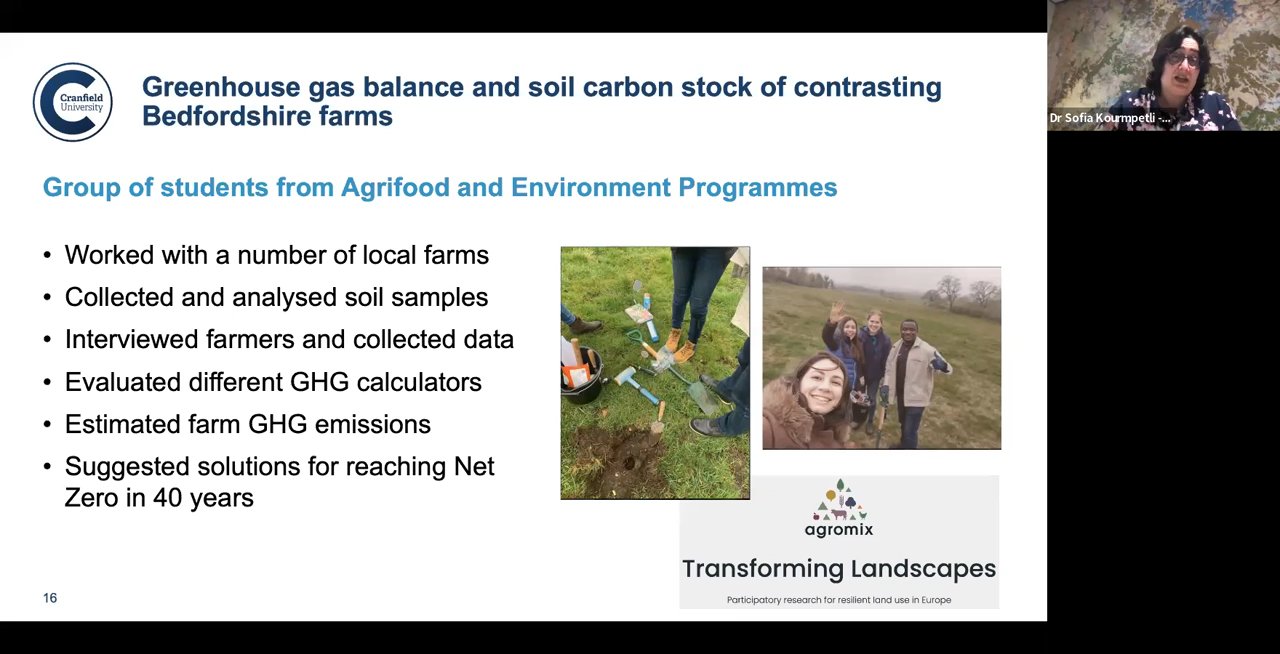 Cranfield
University
Greenhouse gas balance and soil carbon stock of contrasting
Bedfordshire farms
Dr Sofia Kourmpetli -...
Group of students from Agrifood and Environment Programmes
• Worked with a number of local farms
• Collected and analysed soil samples
• Interviewed farmers and collected data
• Evaluated different GHG calculators
• Estimated farm GHG emissions
• Suggested solutions for reaching Net
Zero in 40 years
agromix
Transforming Landscapes
Participatory research for resilient land use in Europe
16